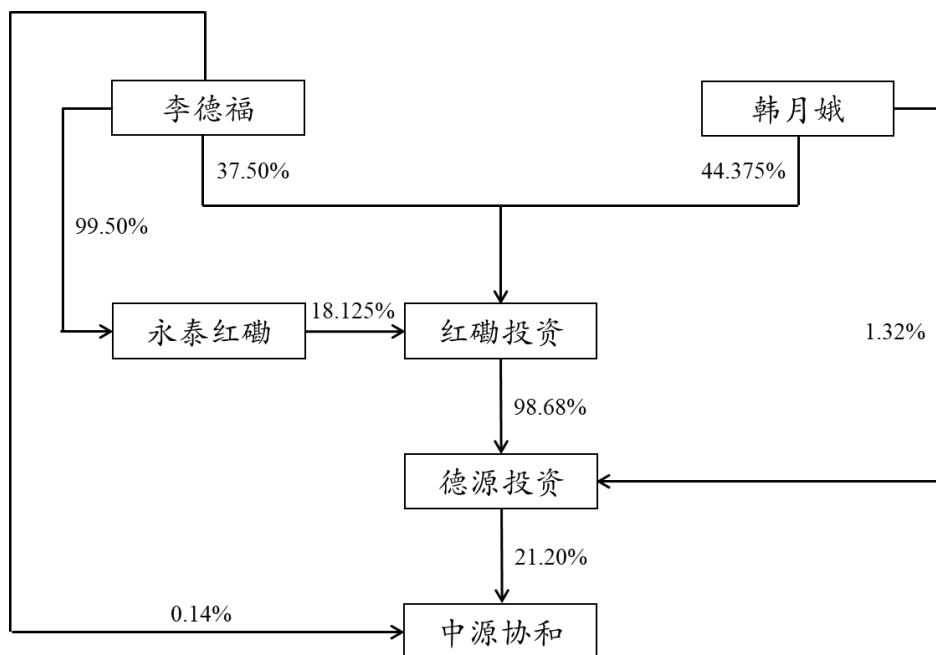 李德福
韩月娥
37.50%
44.375%
99.50%
18.125%
永泰红磡
红磡投资
1.32%
98.68%
德源投资
21.20%
0.14%
中源协和